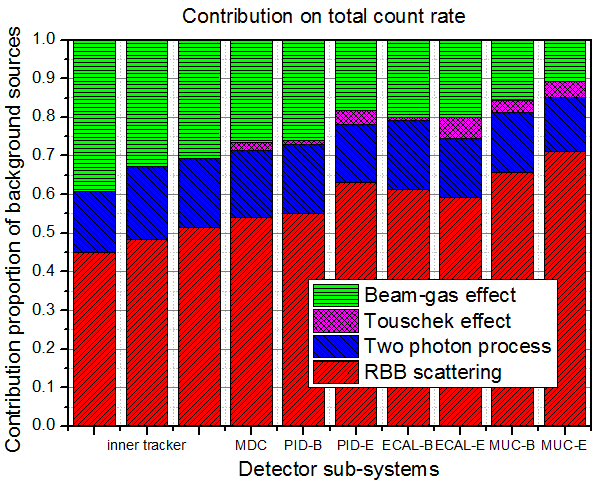 Contribution on total count rate
Contribution proportion of background sources
1.0
0.9
0.8
0.7
0.6
0.5
0.4
0.3
0.2
0.1
0.0
Beam-gas effect
Touschek effect
Two photon process
RBB scattering
inner tracker MDC PID-B PID-E ECAL-B ECAL-E MUC-B MUC-E
Detector sub-systems